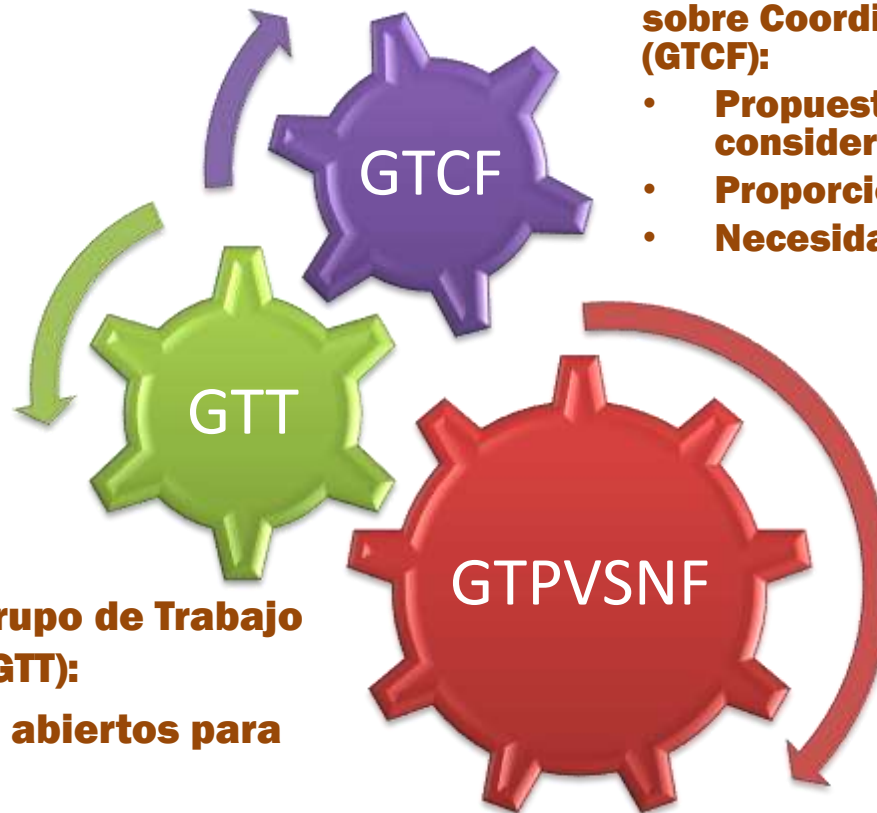 sobre Coordi
(GTCF):
• Propuest
consider
• Proporci
• Necesida
GTCF
GTT
GTPVSNF
rupo de Trabajo
GTT):
abiertos para